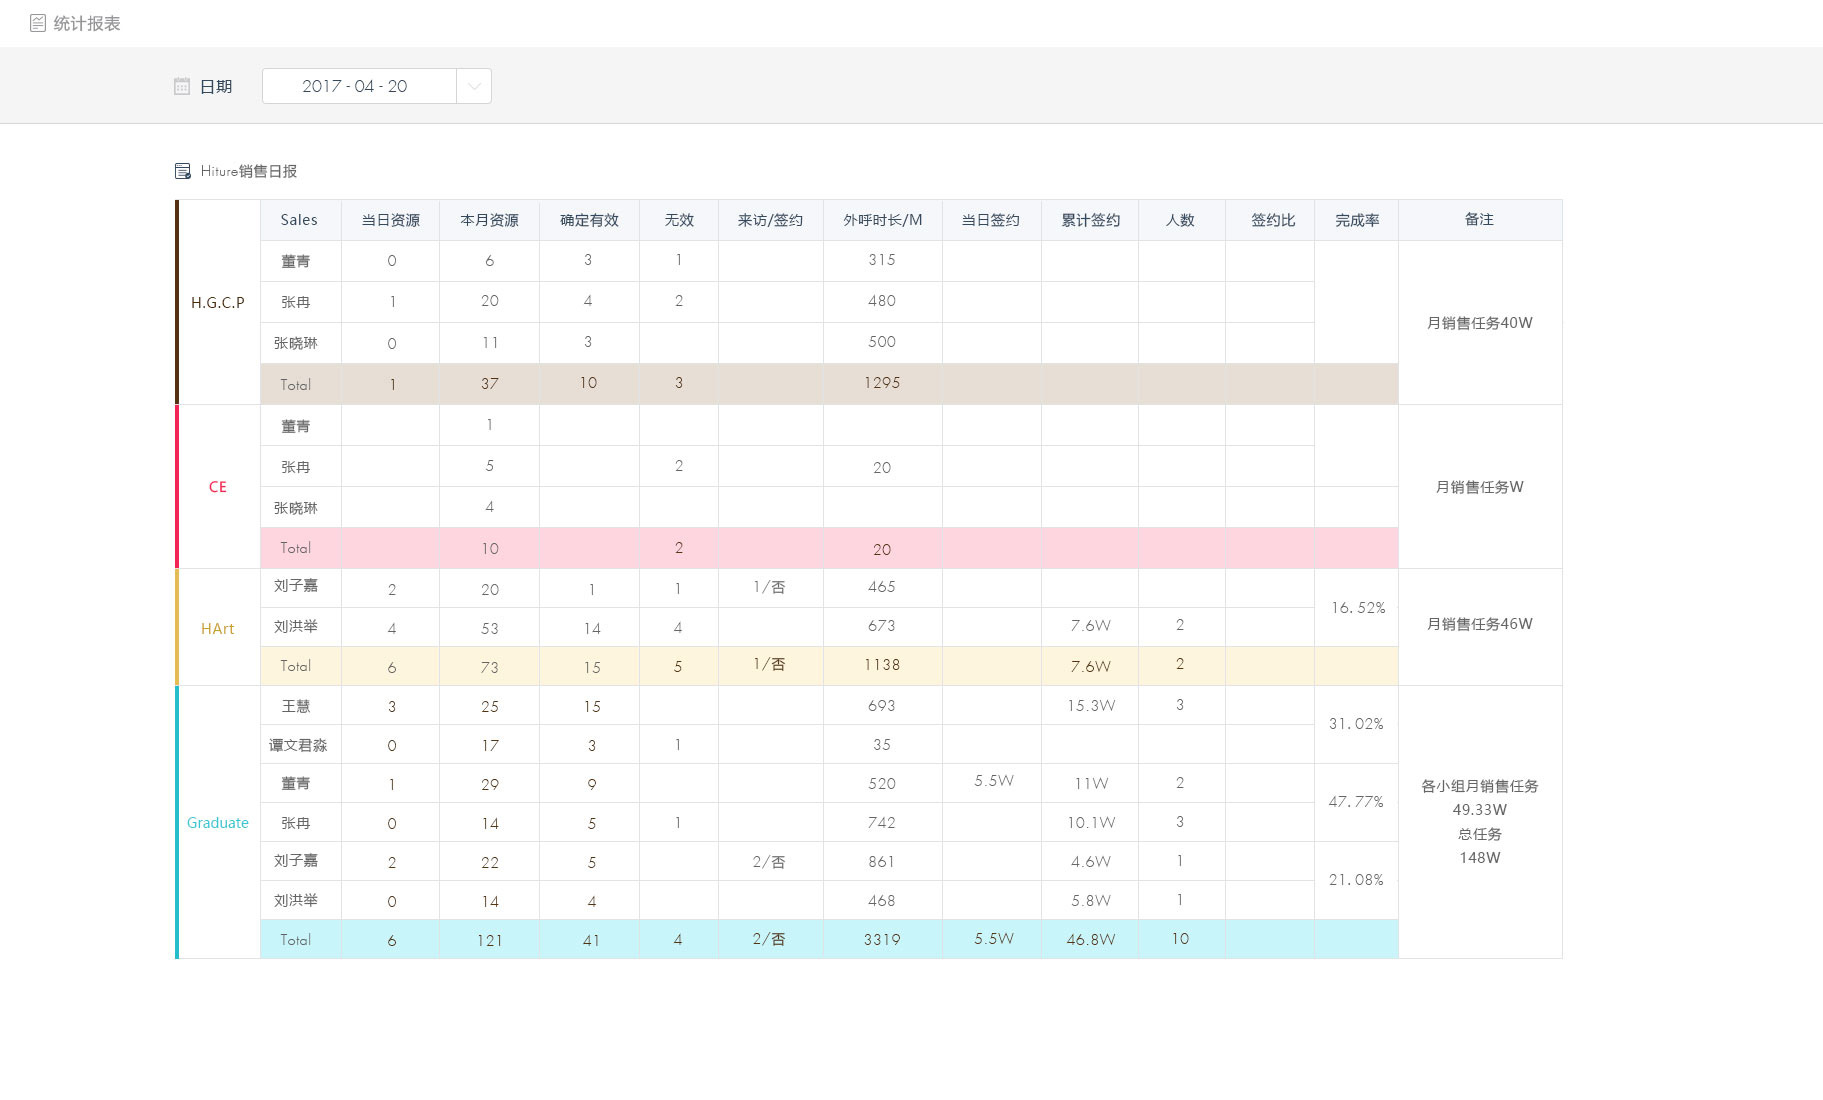 统计报表
日期 2017 - 04 - 20
Hiture销售日报
Sales 当日资源 本月资源 确定有效 无效 来访/签约 外呼时长/M 当日签约 累计签约 人数 签约比 完成率 备注
H.G.C.P
董青 0 6 3 1 315
张冉 1 20 4 2 480
张晓琳 0 11 3 500
Total 1 37 10 3 1295
月销售任务40W
CE
董青 1
张冉 5 2 20
张晓琳 4
Total 10 2 20
月销售任务W
HArt
刘子嘉 2 20 1 1 1/否 465
16.52%
刘洪举 4 53 14 4 673 7.6W 2
Total 6 73 15 5 1/否 1138 7.6W 2
月销售任务46W
Graduate
王慧 3 25 15 693 15.3W 3
31.02%
谭文君淼 0 17 3 1 35
董青 1 29 9 520 5.5W 11W 2
47.77%
张冉 0 14 5 1 742 10.1W 3
刘子嘉 2 22 5 2/否 861 4.6W 1
21.08%
刘洪举 0 14 4 468 5.8W 1
Total 6 121 41 4 2/否 3319 5.5W 46.8W 10
各小组月销售任务
49.33W
总任务
148W